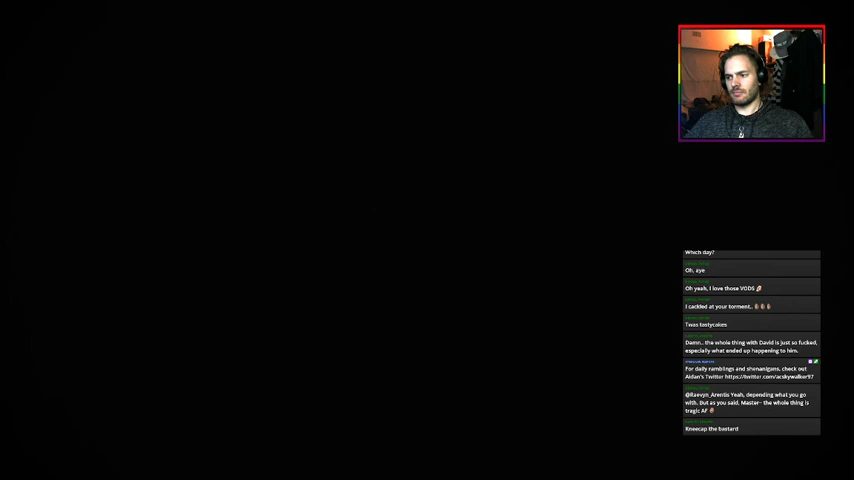 Which day?
Oh, aye
Oh yeah, I love those VODS
I cackled at your torment..
Twas tastycakes
Damn.. the whole thing with David is just so fucked,
especially what ended up happening to him.
For daily ramblings and shenanigans, check out
Aidan's Twitter https://twitter.com/acskywalker97
@Raevyn_Arentis Yeah, depending what you go
with. But as you said, Master- the whole thing is
tragic AF
Kneecap the bastard